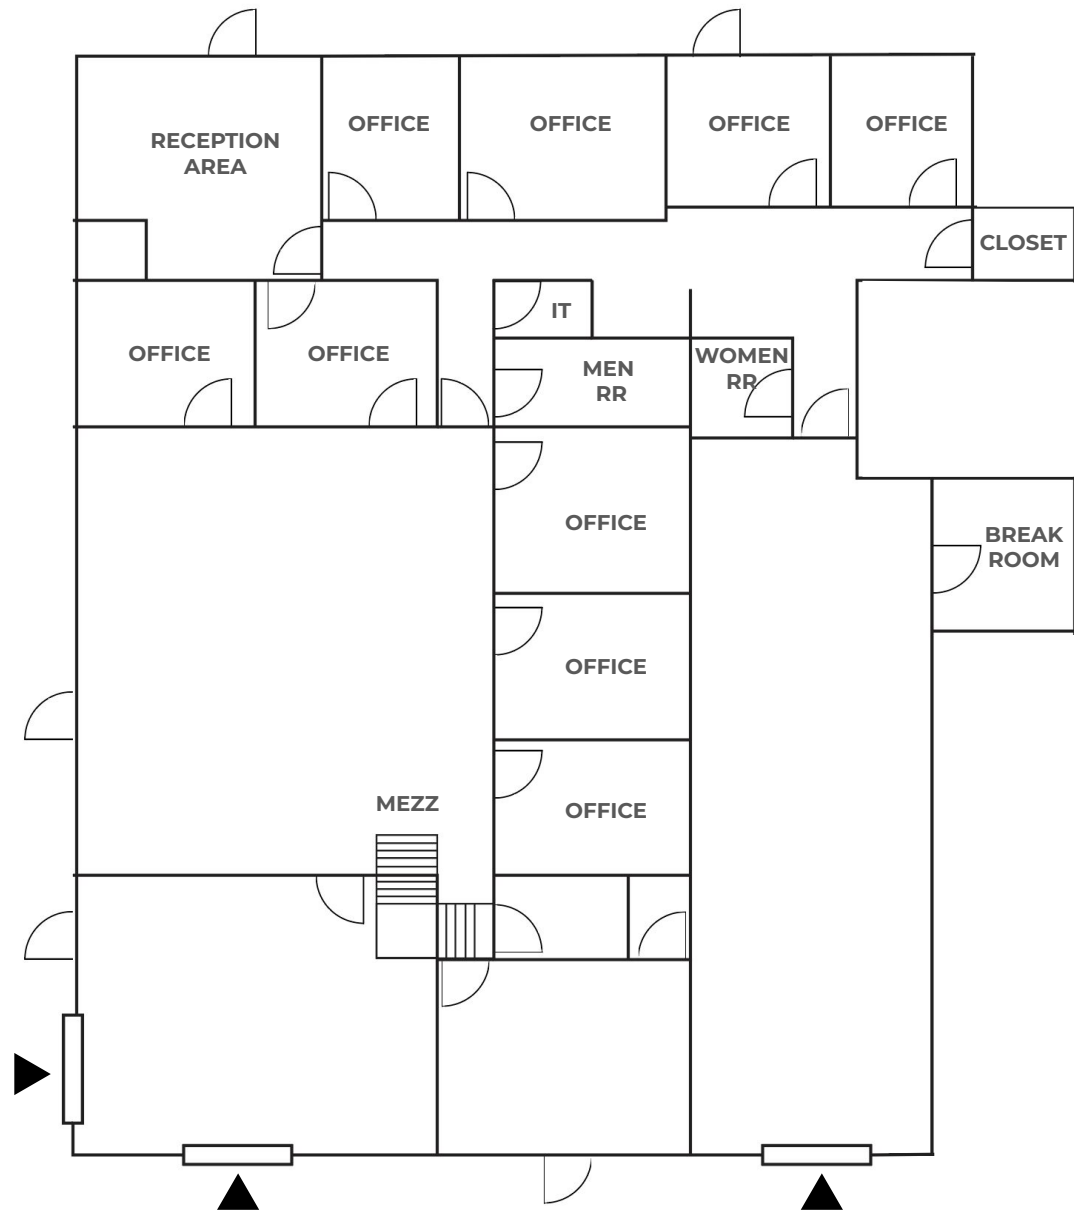 OFFICE
OFFICE
OFFICE
OFFICE
RECEPTION
AREA
CLOSET
IT
OFFICE
OFFICE
MEN
RR
WOMEN
RR
OFFICE
BREAK
ROOM
OFFICE
MEZZ
OFFICE